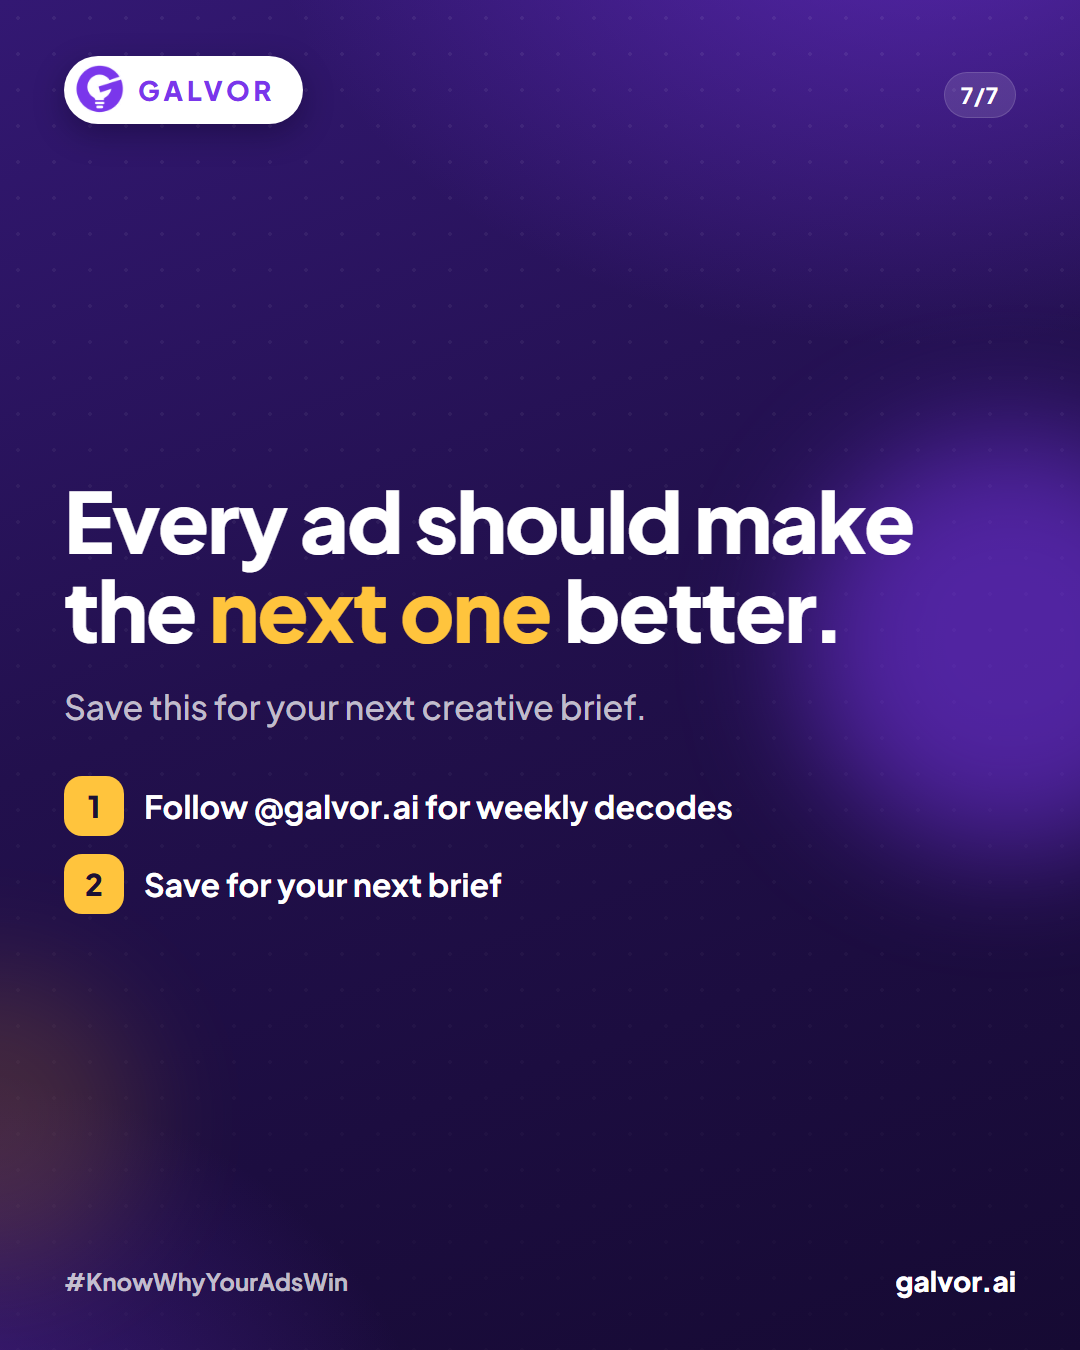 GALVOR
7/7
Every ad should make
the next one better.
Save this for your next creative brief.
1 Follow @galvor.ai for weekly decodes
2 Save for your next brief
#KnowWhyYourAdsWin
galvor.ai